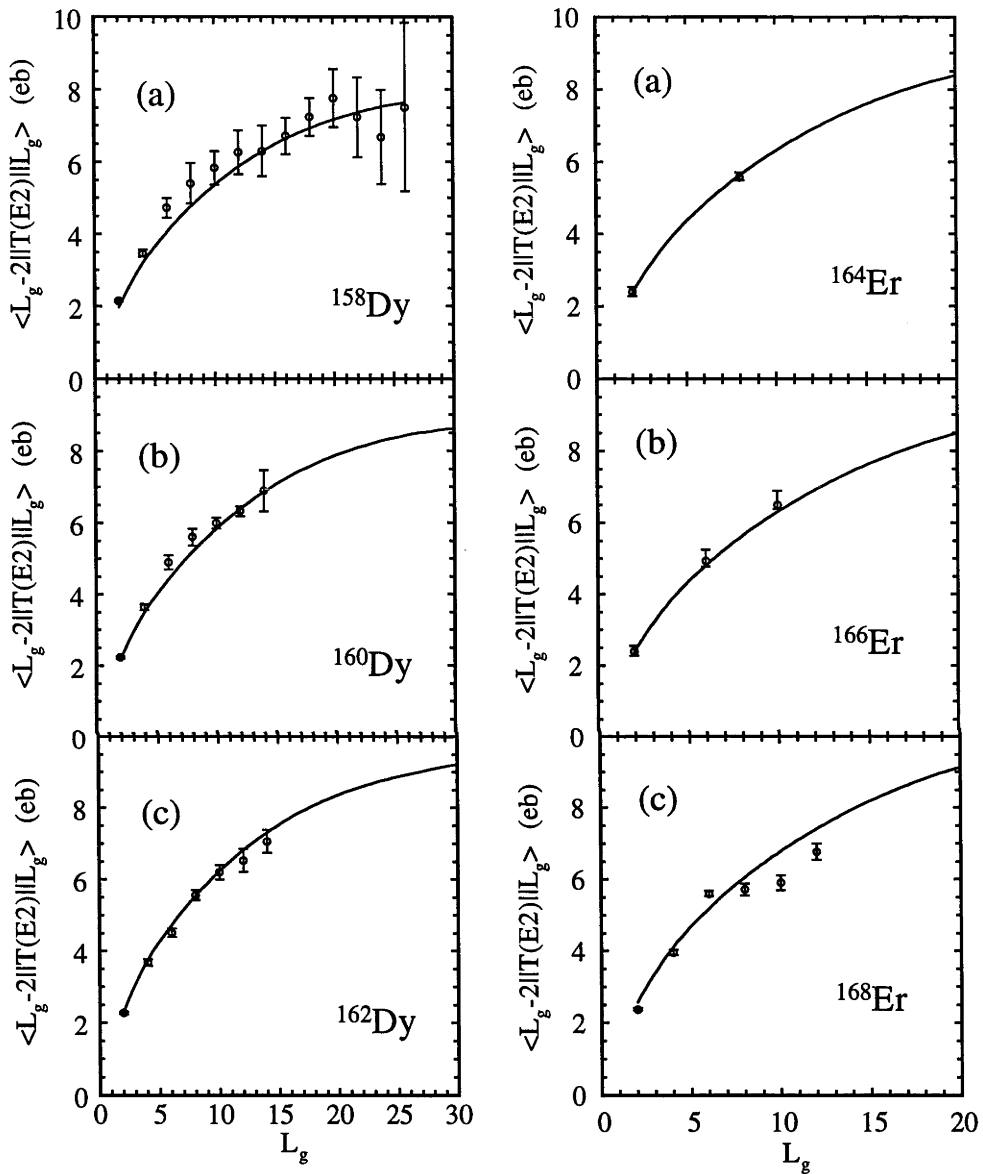 10
8
6
4
2
0
<L_g-2||T(E2)||L_g> (eb)
(a)
¹⁵⁸Dy
8
6
4
2
0
<L_g-2||T(E2)||L_g> (eb)
(b)
¹⁶⁰Dy
8
6
4
2
0
<L_g-2||T(E2)||L_g> (eb)
(c)
¹⁶²Dy
0 5 10 15 20 25 30
L_g
10
8
6
4
2
0
<L_g-2||T(E2)||L_g> (eb)
(a)
¹⁶⁴Er
8
6
4
2
0
<L_g-2||T(E2)||L_g> (eb)
(b)
¹⁶⁶Er
8
6
4
2
0
<L_g-2||T(E2)||L_g> (eb)
(c)
¹⁶⁸Er
0 5 10 15 20
L_g